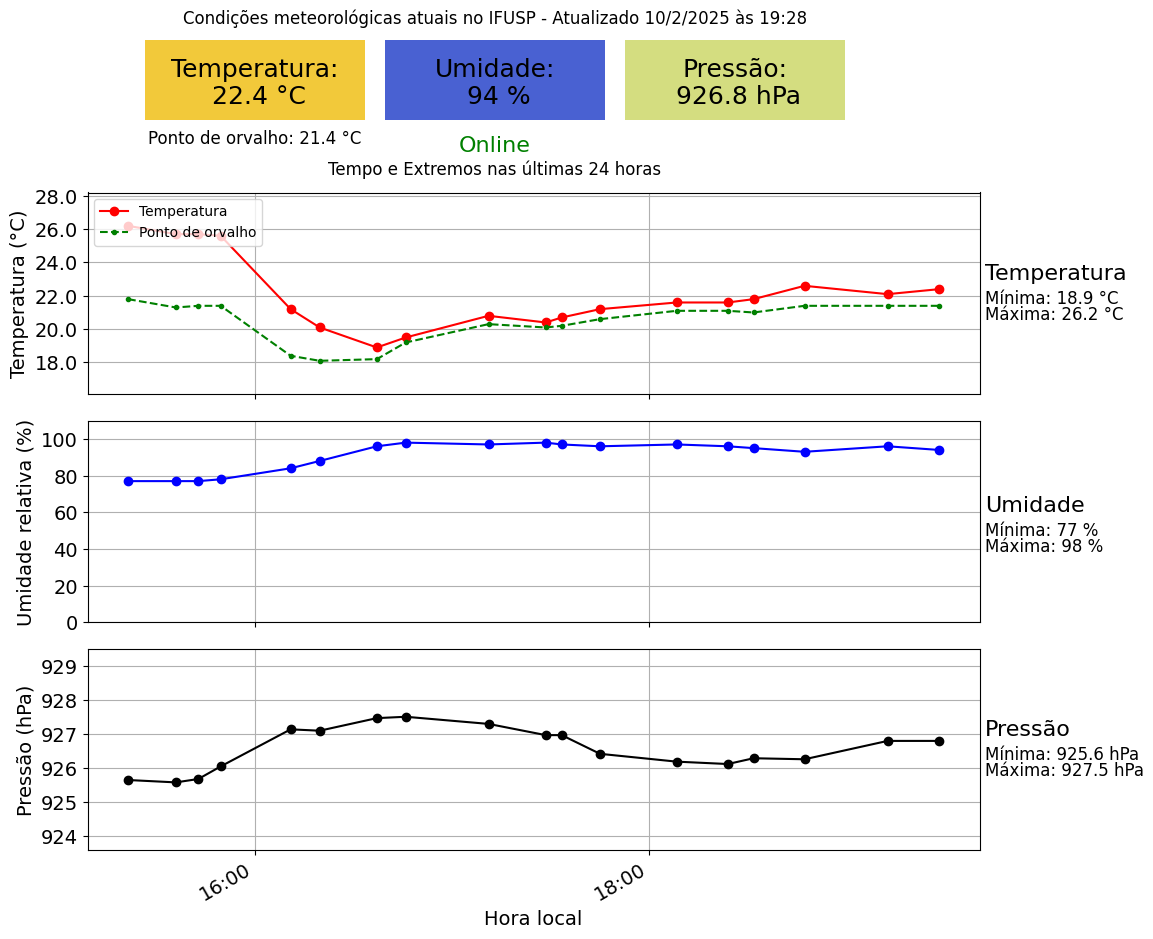 Condições meteorológicas atuais no IFUSP - Atualizado 10/2/2025 às 19:28
Temperatura:
22.4 °C
Umidade:
94 %
Pressão:
926.8 hPa
Ponto de orvalho: 21.4 °C
Online
Tempo e Extremos nas últimas 24 horas
Temperatura (°C)
28.0
26.0
24.0
22.0
20.0
18.0
Temperatura
Ponto de orvalho
Temperatura
Mínima: 18.9 °C
Máxima: 26.2 °C
Umidade relativa (%)
100
80
60
40
20
0
Umidade
Mínima: 77 %
Máxima: 98 %
Pressão (hPa)
929
928
927
926
925
924
Pressão
Mínima: 925.6 hPa
Máxima: 927.5 hPa
16:00
18:00
Hora local